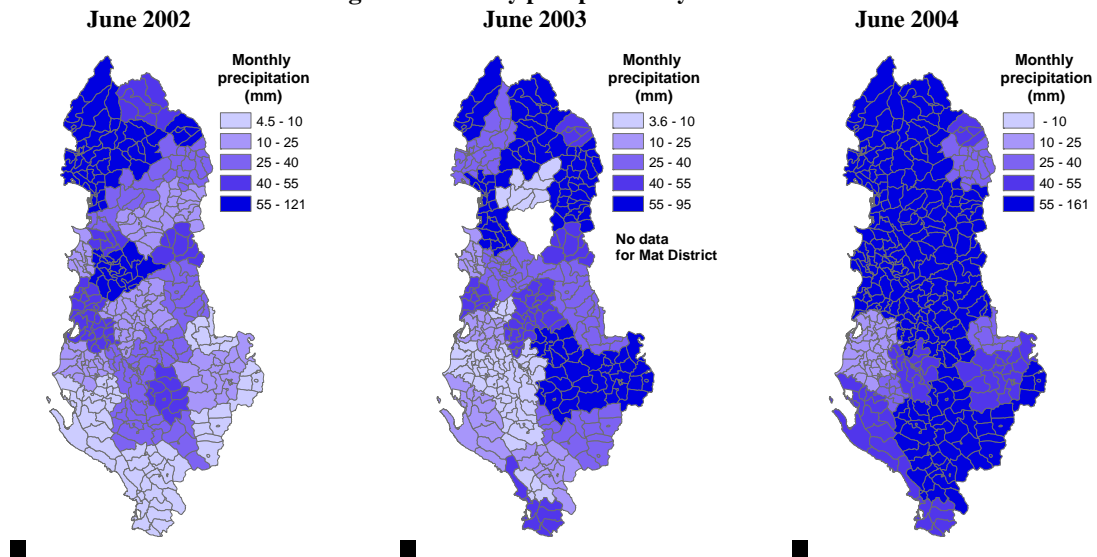 June 2002
June 2003
June 2004
Monthly
precipitation
(mm)
4.5 - 10
10 - 25
25 - 40
40 - 55
55 - 121
Monthly
precipitation
(mm)
3.6 - 10
10 - 25
25 - 40
40 - 55
55 - 95
No data
for Mat District
Monthly
precipitation
(mm)
- 10
10 - 25
25 - 40
40 - 55
55 - 161